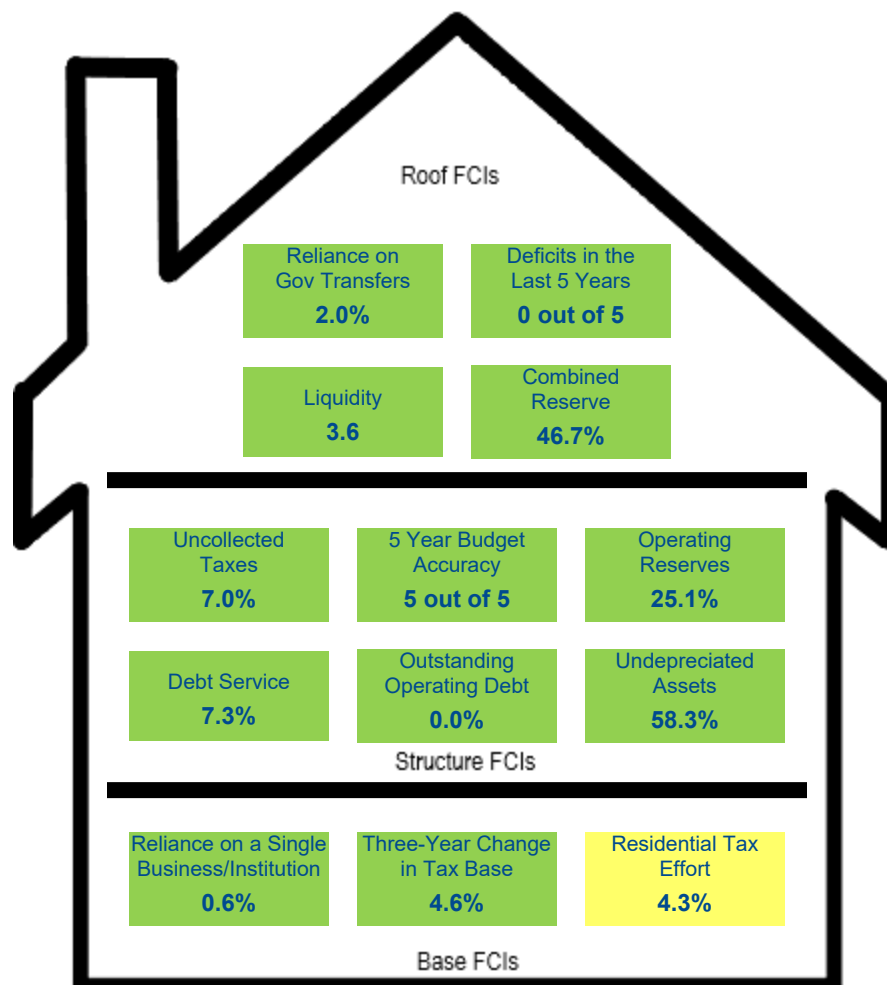 Roof FCIs
Reliance on
Gov Transfers
2.0%
Deficits in the
Last 5 Years
0 out of 5
Liquidity
3.6
Combined
Reserve
46.7%
Uncollected
Taxes
7.0%
5 Year Budget
Accuracy
5 out of 5
Operating
Reserves
25.1%
Debt Service
7.3%
Outstanding
Operating Debt
0.0%
Undepreciated
Assets
58.3%
Structure FCIs
Reliance on a Single
Business/Institution
0.6%
Three-Year Change
in Tax Base
4.6%
Residential Tax
Effort
4.3%
Base FCIs